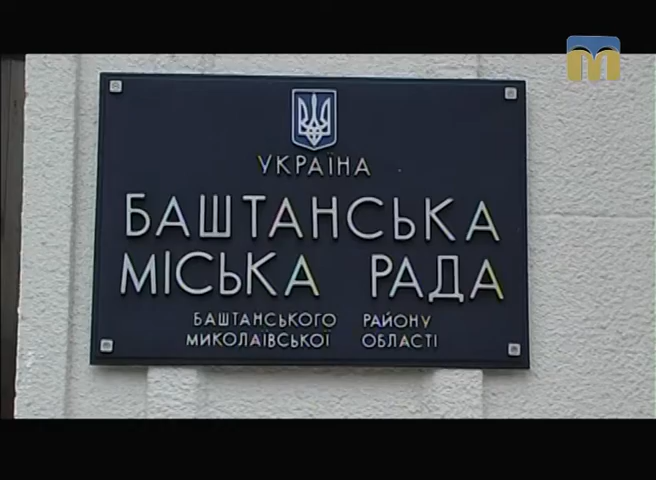 УКРАЇНА
БАШТАНСЬКА
МІСЬКА РАДА
БАШТАНСЬКОГО РАЙОНУ
МИКОЛАЇВСЬКОЇ ОБЛАСТІ